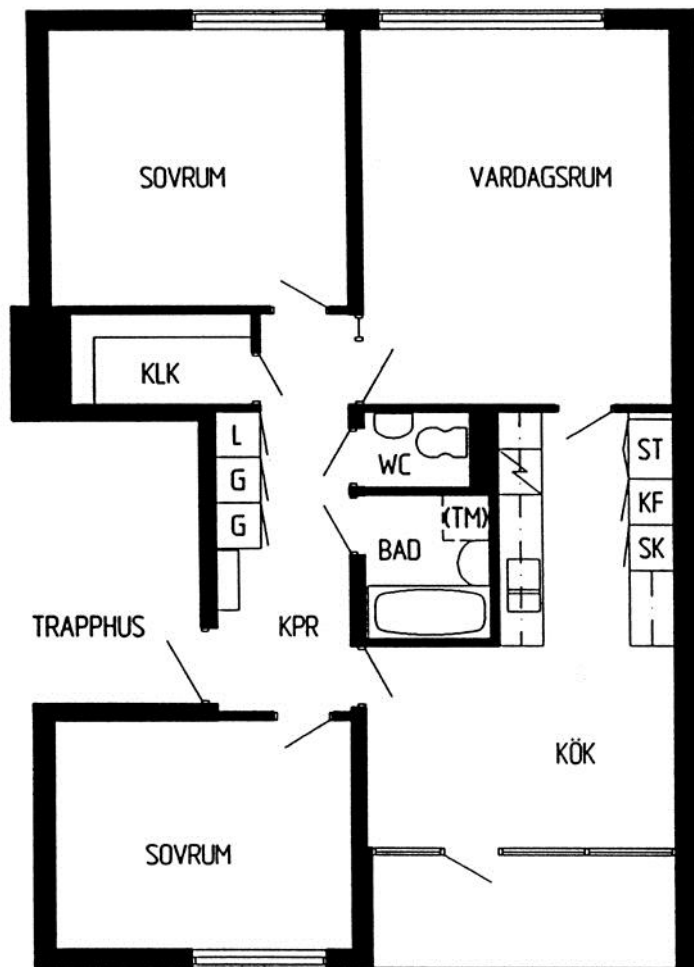 SOVRUM
VARDAGSRUM
KLK
L
G
G
WC
ST
KF
SK
(TM)
BAD
TRAPPHUS
KPR
KÖK
SOVRUM